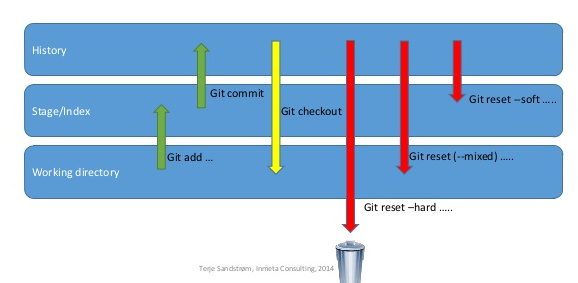 History
Git commit
Git reset –soft …..
Stage/Index
Git checkout
Git add …
Git reset (--mixed) …..
Working directory
Git reset –hard …..
Terje Sandstrøm, Inmeta Consulting, 2014